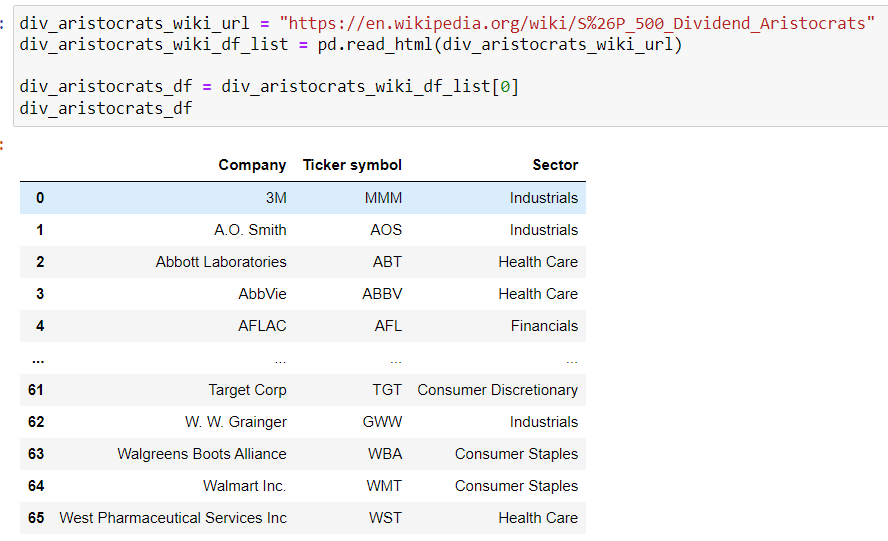 : div_aristocrats_wiki_url = "https://en.wikipedia.org/wiki/S%26P_500_Dividend_Aristocrats"
div_aristocrats_wiki_df_list = pd.read_html(div_aristocrats_wiki_url)
div_aristocrats_df = div_aristocrats_wiki_df_list[0]
div_aristocrats_df
:
Company Ticker symbol Sector
0 3M MMM Industrials
1 A.O. Smith AOS Industrials
2 Abbott Laboratories ABT Health Care
3 AbbVie ABBV Health Care
4 AFLAC AFL Financials
... ... ... ...
61 Target Corp TGT Consumer Discretionary
62 W. W. Grainger GWW Industrials
63 Walgreens Boots Alliance WBA Consumer Staples
64 Walmart Inc. WMT Consumer Staples
65 West Pharmaceutical Services Inc WST Health Care